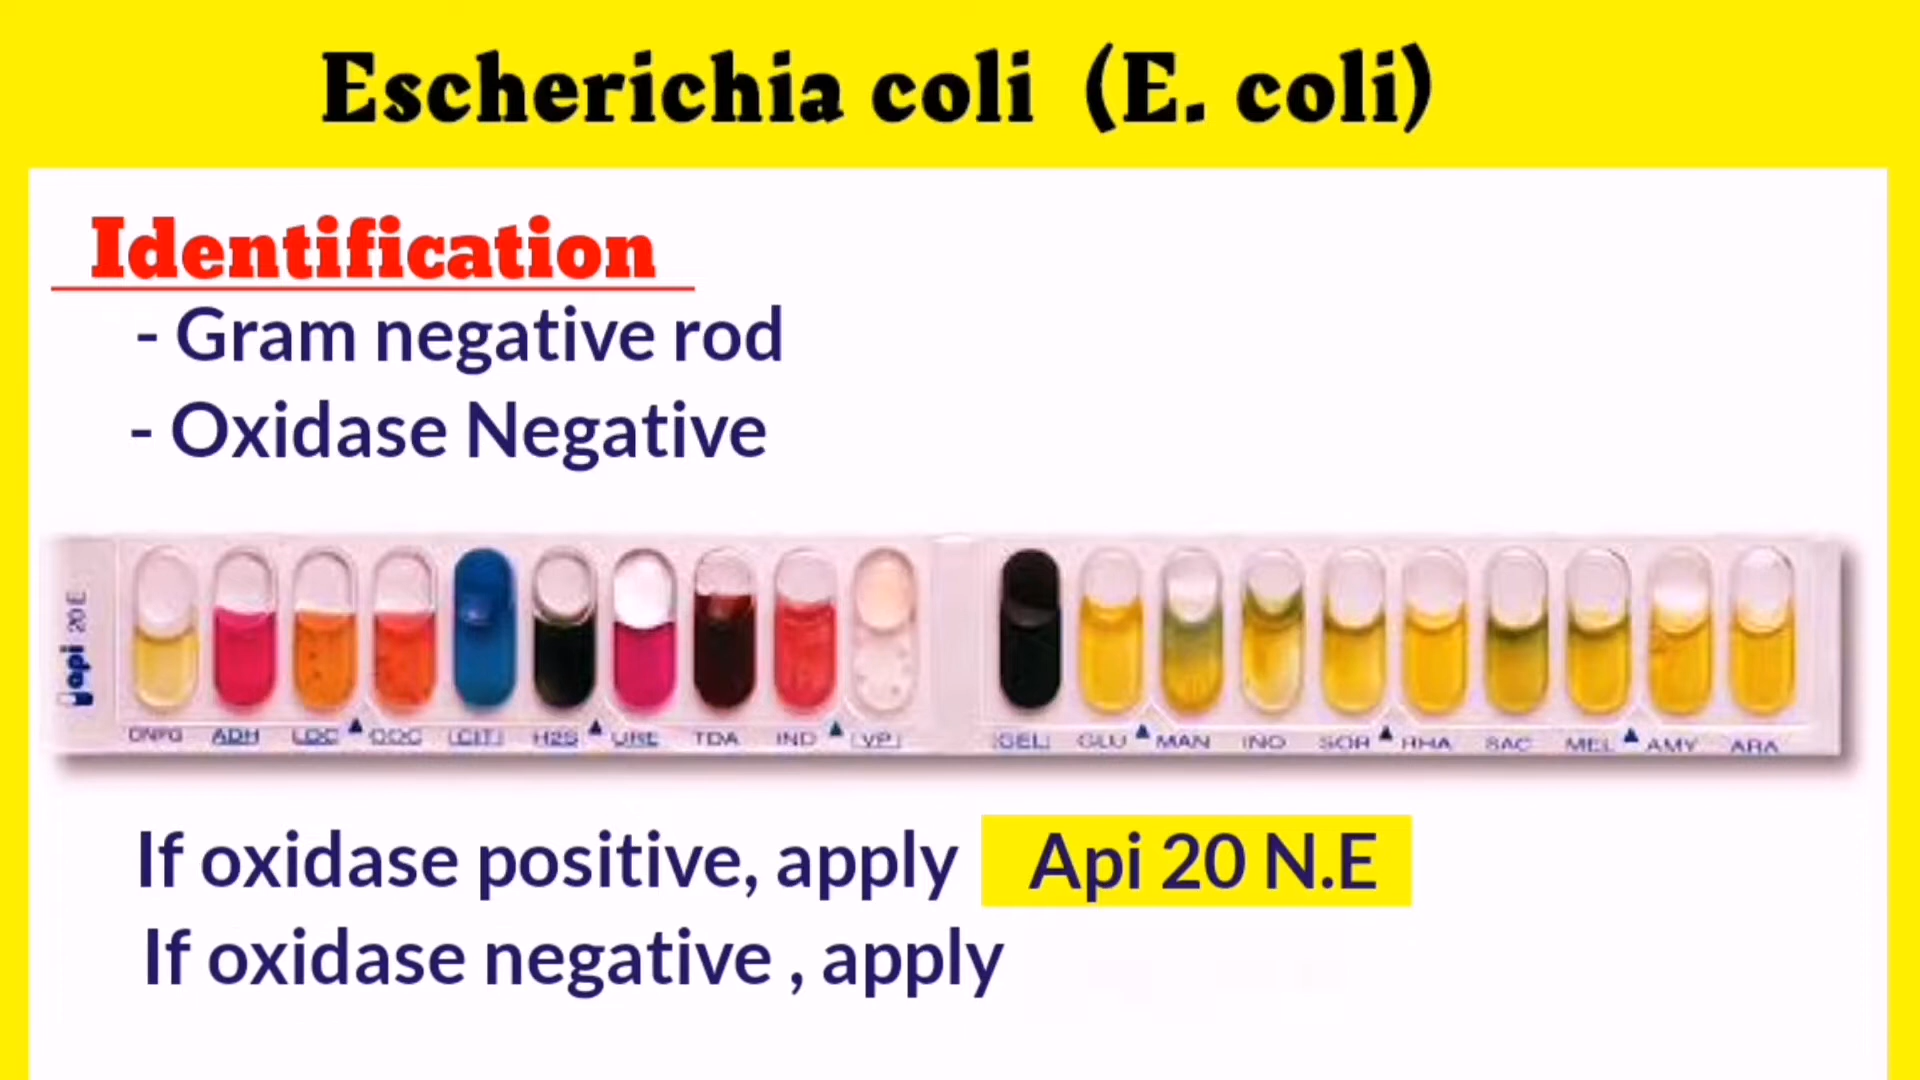 Escherichia coli (E. coli)
Identification
- Gram negative rod
- Oxidase Negative
api 20 E
ONPG ADH LDC ODC |CIT| H2S URE TDA IND |VP| |GEL| GLU MAN INO SOR RHA SAC MEL AMY ARA
If oxidase positive, apply Api 20 N.E
If oxidase negative , apply